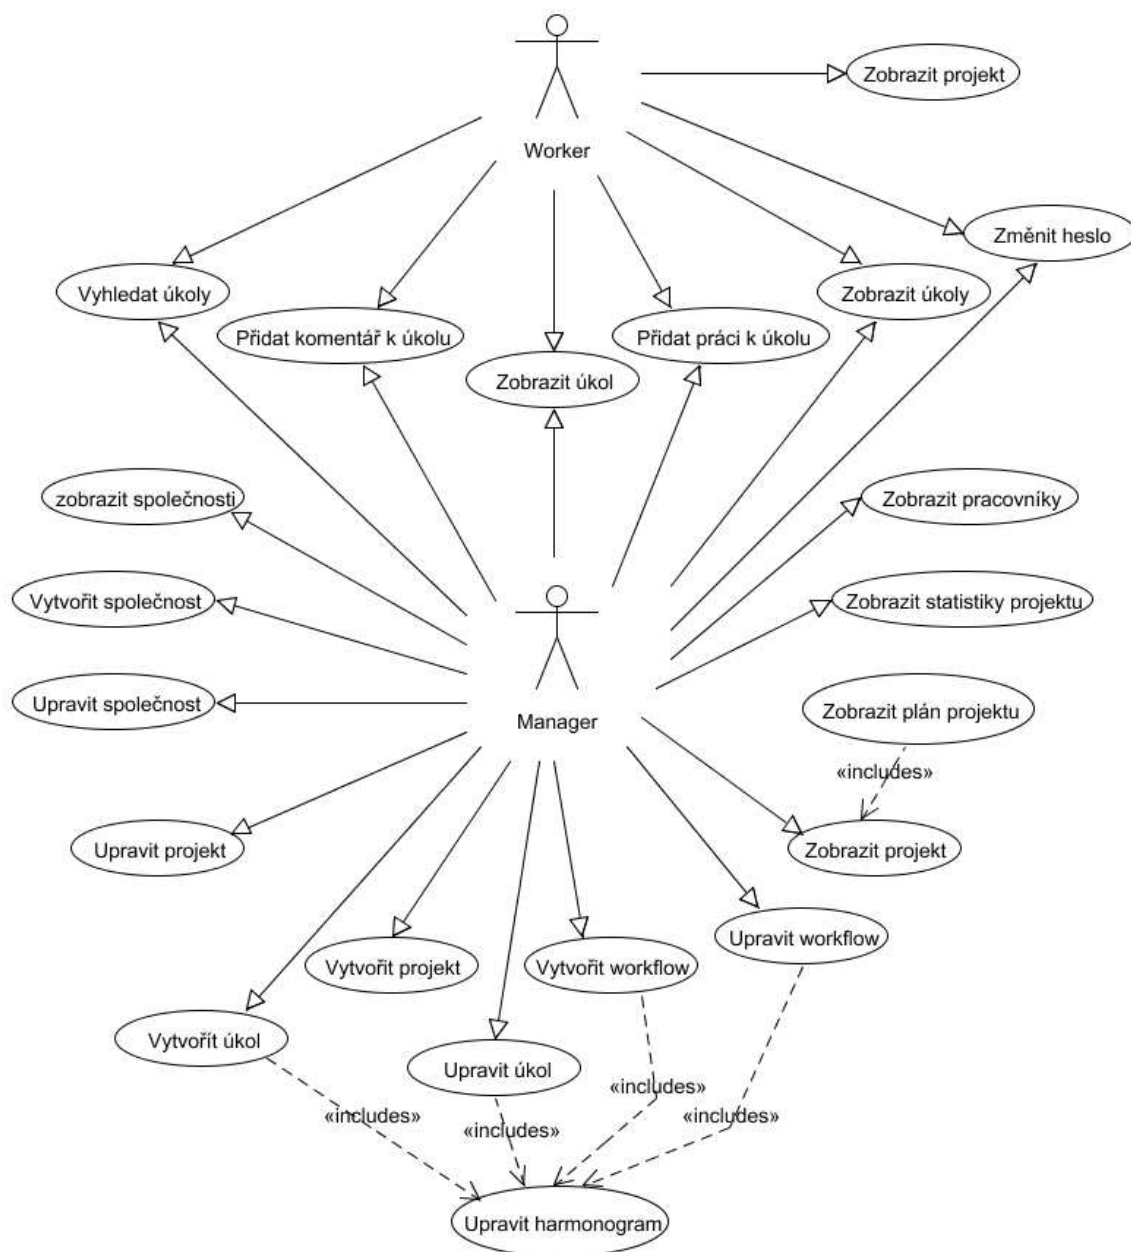 Zobrazit projekt
Worker
Změnit heslo
Vyhledat úkoly
Zobrazit úkoly
Přidat komentář k úkolu
Přidat práci k úkolu
Zobrazit úkol
zobrazit společnosti
Zobrazit pracovníky
Vytvořit společnost
Zobrazit statistiky projektu
Upravit společnost
Manager
Zobrazit plán projektu
«includes»
Upravit projekt
Zobrazit projekt
Upravit workflow
Vytvořit projekt
Vytvořit workflow
Vytvořít úkol
Upravit úkol
«includes»
«includes»
«includes»
«includes»
Upravit harmonogram